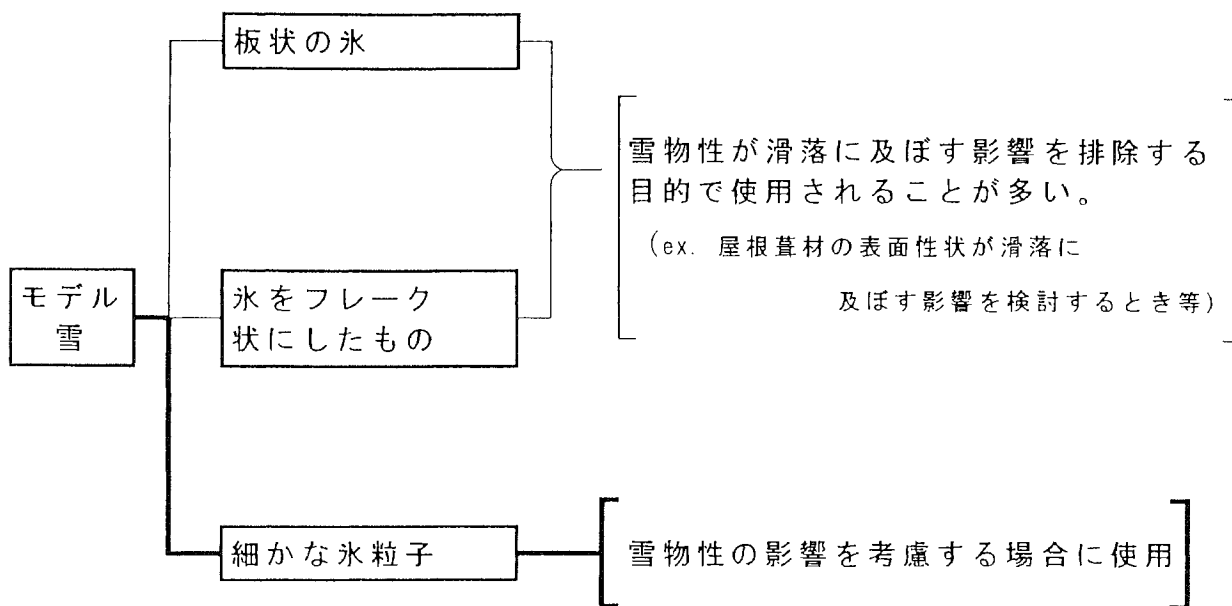 板状の氷
雪物性が滑落に及ぼす影響を排除する
目的で使用されることが多い。
(ex. 屋根葺材の表面性状が滑落に
及ぼす影響を検討するとき等)
モデル
雪
氷をフレーク
状にしたもの
細かな氷粒子
雪物性の影響を考慮する場合に使用